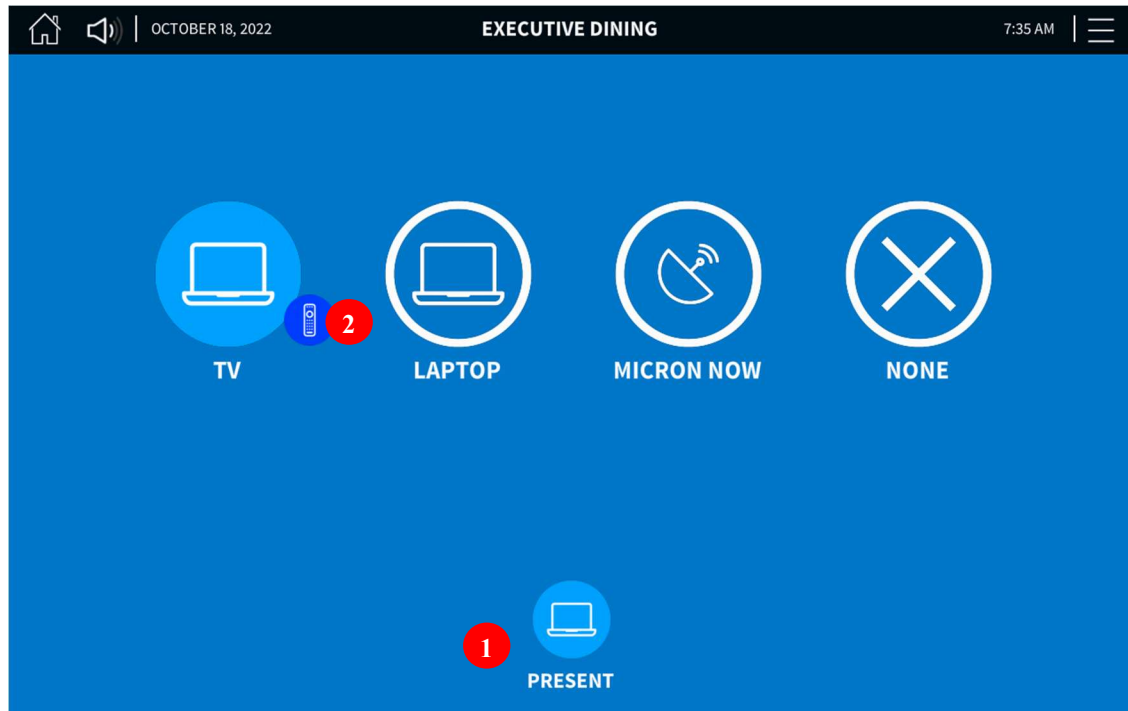 OCTOBER 18, 2022 EXECUTIVE DINING 7:35 AM
2
TV LAPTOP MICRON NOW NONE
1
PRESENT